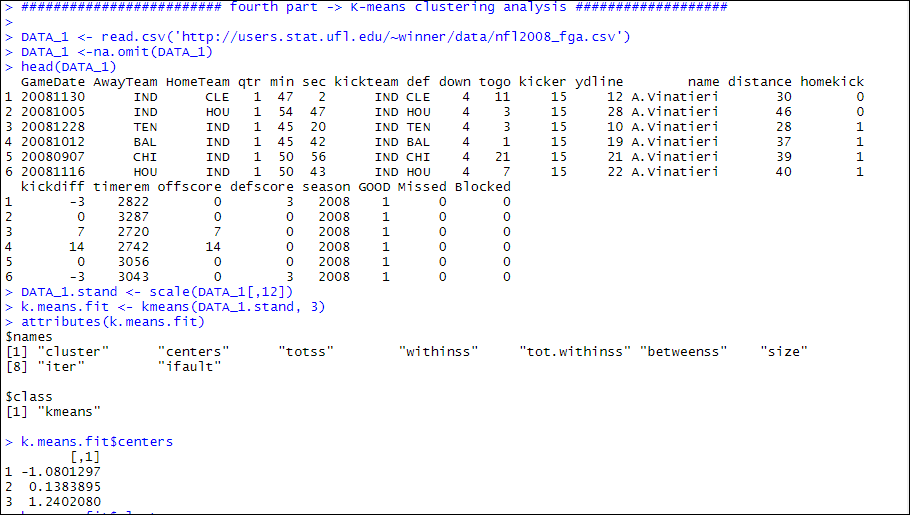 > ######################### fourth part -> K-means clustering analysis ###################
>
> DATA_1 <- read.csv('http://users.stat.ufl.edu/~winner/data/nfl2008_fga.csv')
> DATA_1 <-na.omit(DATA_1)
> head(DATA_1)
GameDate AwayTeam HomeTeam qtr min sec kickteam def down togo kicker ydline name distance homekick
1 20081130 IND CLE 1 47 2 IND CLE 4 11 15 12 A.Vinatieri 30 0
2 20081005 IND HOU 1 54 47 IND HOU 4 3 15 28 A.Vinatieri 46 0
3 20081228 TEN IND 1 45 20 IND TEN 4 3 15 10 A.Vinatieri 28 1
4 20081012 BAL IND 1 45 42 IND BAL 4 1 15 19 A.Vinatieri 37 1
5 20080907 CHI IND 1 50 56 IND CHI 4 21 15 21 A.Vinatieri 39 1
6 20081116 HOU IND 1 50 43 IND HOU 4 7 15 22 A.Vinatieri 40 1
kickdiff timerem offscore defscore season GOOD Missed Blocked
1 -3 2822 0 3 2008 1 0 0
2 0 3287 0 0 2008 1 0 0
3 7 2720 7 0 2008 1 0 0
4 14 2742 14 0 2008 1 0 0
5 0 3056 0 0 2008 1 0 0
6 -3 3043 0 3 2008 1 0 0
> DATA_1.stand <- scale(DATA_1[,12])
> k.means.fit <- kmeans(DATA_1.stand, 3)
> attributes(k.means.fit)
$names
[1] "cluster" "centers" "totss" "withinss" "tot.withinss" "betweenss" "size"
[8] "iter" "ifault"
$class
[1] "kmeans"
> k.means.fit$centers
[,1]
1 -1.0801297
2 0.1383895
3 1.2402080